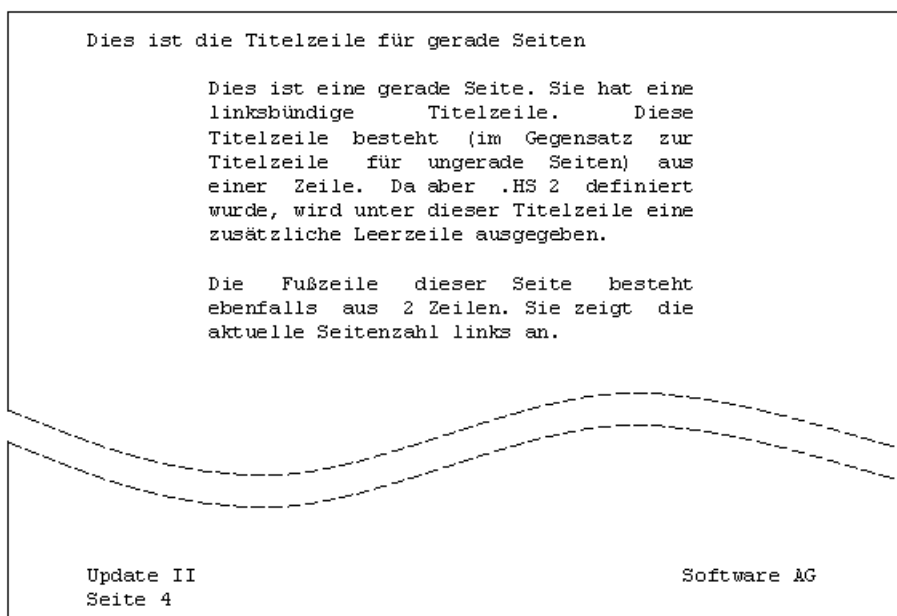 Dies ist die Titelzeile für gerade Seiten
Dies ist eine gerade Seite. Sie hat eine
linksbündige Titelzeile. Diese
Titelzeile besteht (im Gegensatz zur
Titelzeile für ungerade Seiten) aus
einer Zeile. Da aber .HS 2 definiert
wurde, wird unter dieser Titelzeile eine
zusätzliche Leerzeile ausgegeben.
Die Fußzeile dieser Seite besteht
ebenfalls aus 2 Zeilen. Sie zeigt die
aktuelle Seitenzahl links an.
Update II Software AG
Seite 4